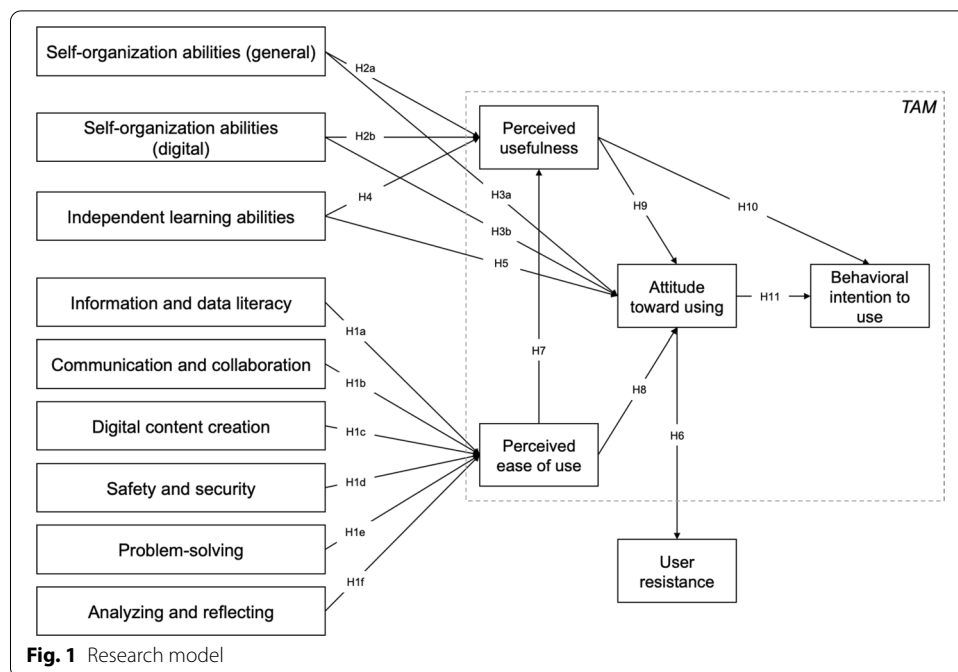 Self-organization abilities (general)
H2a
TAM
Self-organization abilities
(digital)
H2b
Perceived
usefulness
H4
H3a
Independent learning abilities
H3b
H5
H9
H10
Information and data literacy
Attitude
toward using
H11
Behavioral
intention to
use
H1a
H7
Communication and collaboration
H1b
H8
Digital content creation
H1c
Perceived
ease of use
H6
Safety and security
H1d
Problem-solving
H1e
User
resistance
H1f
Analyzing and reflecting
Fig. 1 Research model